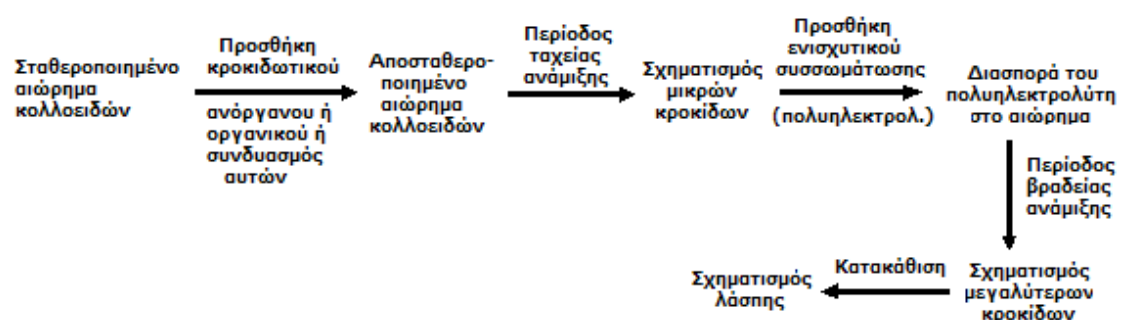 Σταθεροποιημένο
αιώρημα
κολλοειδών
Προσθήκη
κροκιδωτικού
ανόργανου ή
οργανικού ή
συνδυασμός
αυτών
Αποσταθερο-
ποιημένο
αιώρημα
κολλοειδών
Περίοδος
ταχείας
ανάμιξης
Σχηματισμός
μικρών
κροκίδων
Προσθήκη
ενισχυτικού
συσσωμάτωσης
(πολυηλεκτρολ.)
Διασπορά του
πολυηλεκτρολύτη
στο αιώρημα
Περίοδος
βραδείας
ανάμιξης
Σχηματισμός
μεγαλύτερων
κροκίδων
Κατακάθιση
Σχηματισμός
λάσπης